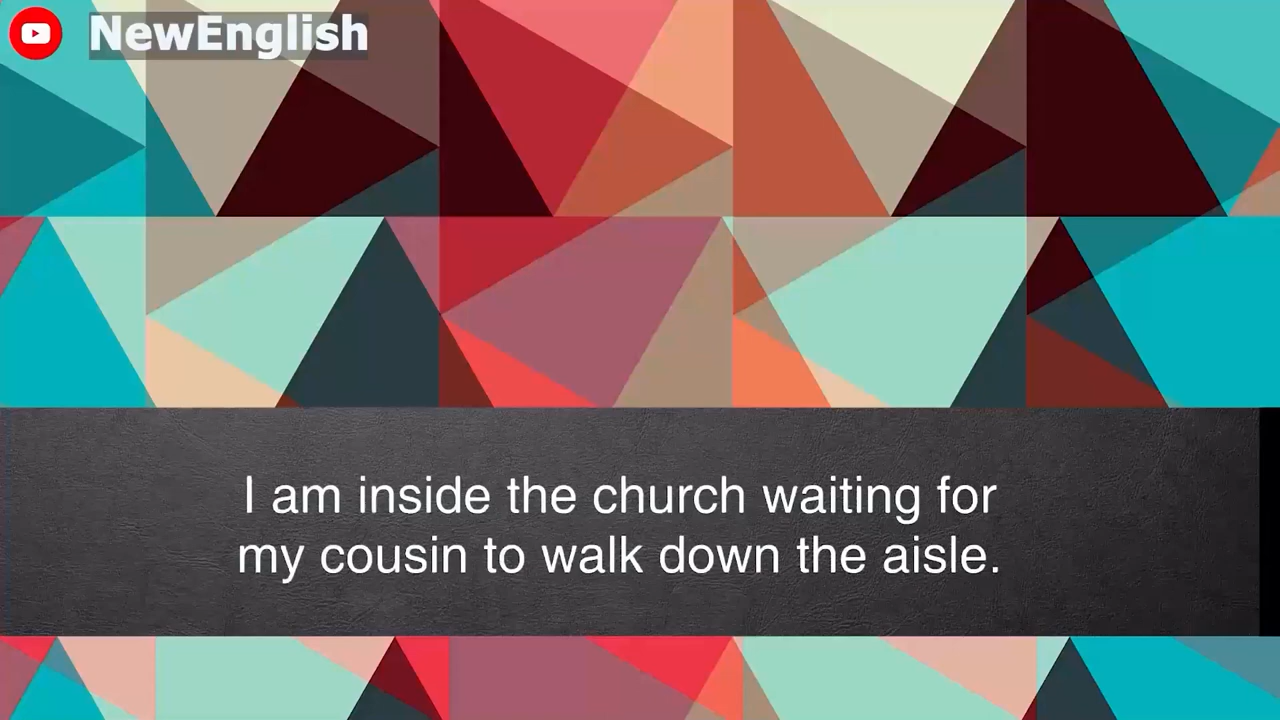 NewEnglish
I am inside the church waiting for
my cousin to walk down the aisle.